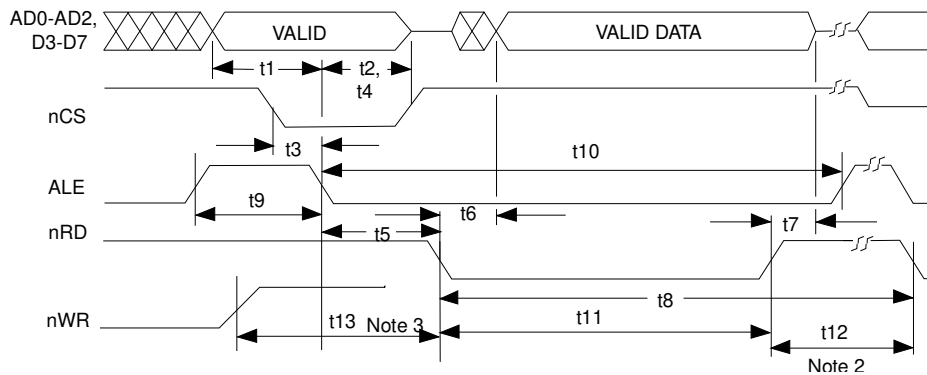 AD0-AD2,
D3-D7
VALID
VALID DATA
t1
t2,
t4
nCS
t3
t10
ALE
t9
t6
t7
t5
nRD
t8
nWR
t13
Note 3
t11
t12
Note 2